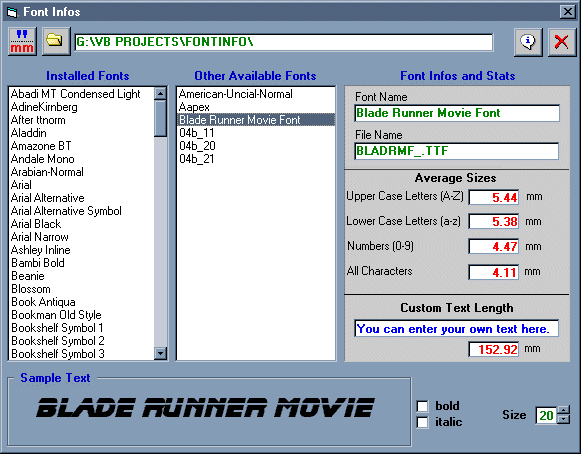 Font Infos
mm
G:\VB PROJECTS\FONTINFO\
Installed Fonts
Abadi MT Condensed Light
AdineKirnberg
After ttnorm
Aladdin
Amazone BT
Andale Mono
Arabian-Normal
Arial
Arial Alternative
Arial Alternative Symbol
Arial Black
Arial Narrow
Ashley Inline
Bambi Bold
Beanie
Blossom
Book Antiqua
Bookman Old Style
Bookshelf Symbol 1
Bookshelf Symbol 2
Bookshelf Symbol 3
Other Available Fonts
American-Uncial-Normal
Aapex
Blade Runner Movie Font
04b_11
04b_20
04b_21
Font Infos and Stats
Font Name
Blade Runner Movie Font
File Name
BLADRMF_.TTF
Average Sizes
Upper Case Letters (A-Z) 5.44 mm
Lower Case Letters (a-z) 5.38 mm
Numbers (0-9) 4.47 mm
All Characters 4.11 mm
Custom Text Length
You can enter your own text here.
152.92 mm
Sample Text
BLADE RUNNER MOVIE
bold
italic
Size 20